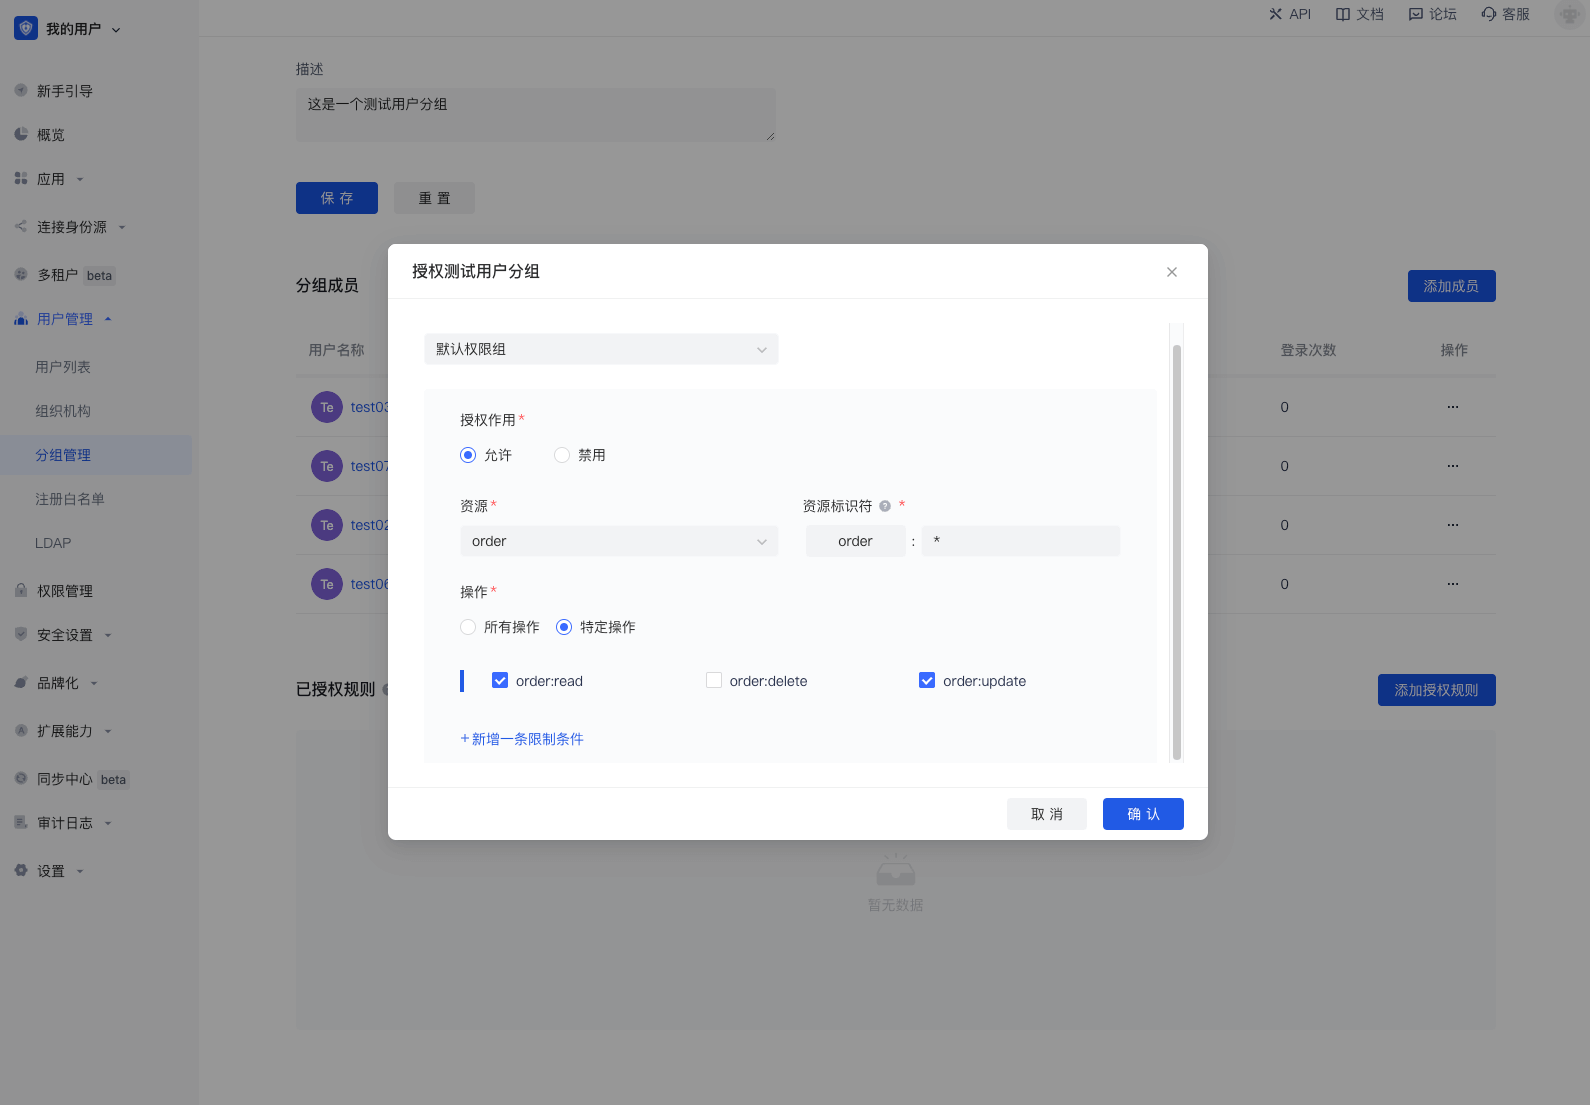 我的用户
API
文档
论坛
客服
新手引导
概览
应用
连接身份源
多租户 beta
用户管理
用户列表
组织机构
分组管理
注册白名单
LDAP
权限管理
安全设置
品牌化
扩展能力
同步中心 beta
审计日志
设置
描述
这是一个测试用户分组
保存
重置
分组成员
添加成员
用户名称
登录次数
操作
Te
test03
0
Te
test07
0
Te
test02
0
Te
test06
0
已授权规则
添加授权规则
暂无数据
授权测试用户分组
默认权限组
授权作用*
允许
禁用
资源*
资源标识符 ? *
order
order : *
操作*
所有操作
特定操作
order:read
order:delete
order:update
+ 新增一条限制条件
取消
确认